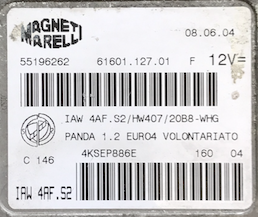 MAGNETI
MARELLI
08.06.04
55196262 61601.127.01 F 12V=
IAW 4AF.S2/HW407/20B8-WHG
PANDA 1.2 EURO4 VOLONTARIATO
C 146 4KSEP886E 160 04
IAW 4AF.S2